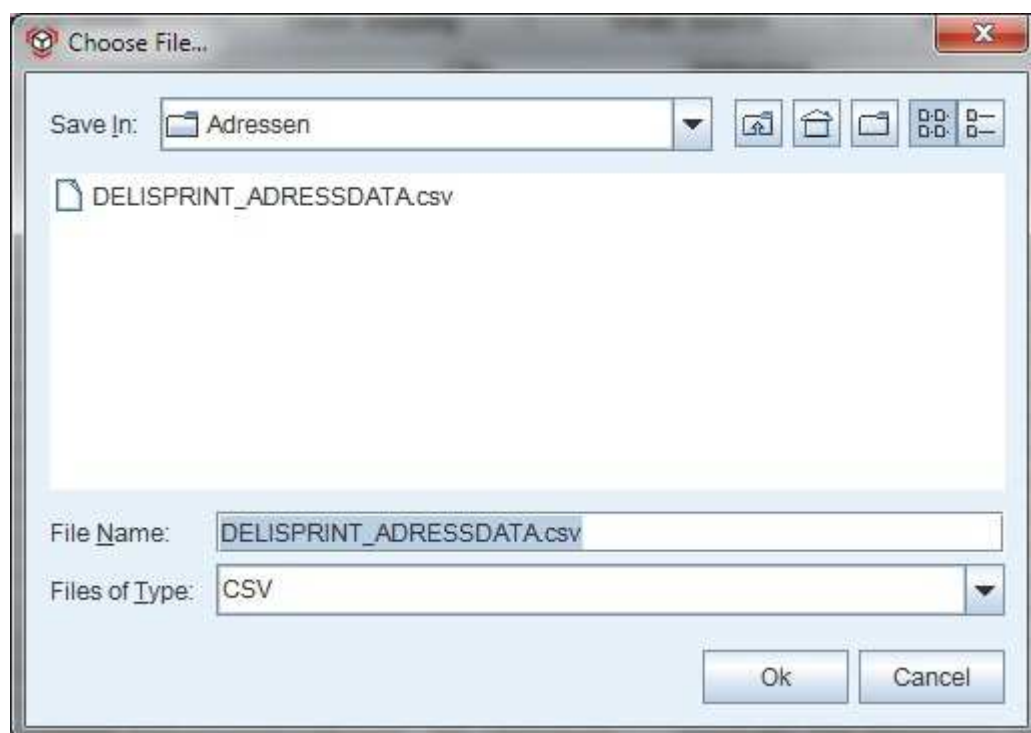 Choose File...
Save In: Adressen
DELISPRINT_ADRESSDATA.csv
File Name: DELISPRINT_ADRESSDATA.csv
Files of Type: CSV
Ok Cancel